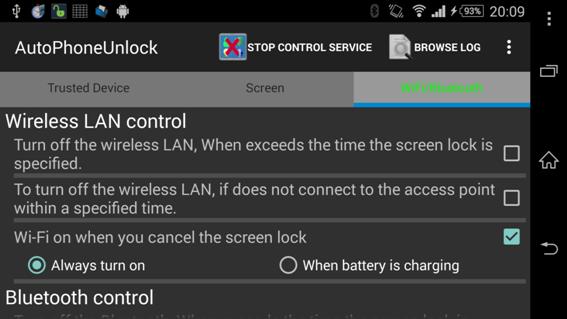 93% 20:09
AutoPhoneUnlock STOP CONTROL SERVICE BROWSE LOG
Trusted Device Screen WiFi/Bluetooth
Wireless LAN control
Turn off the wireless LAN, When exceeds the time the screen lock is
specified.
To turn off the wireless LAN, if does not connect to the access point
within a specified time.
Wi-Fi on when you cancel the screen lock
Always turn on When battery is charging
Bluetooth control